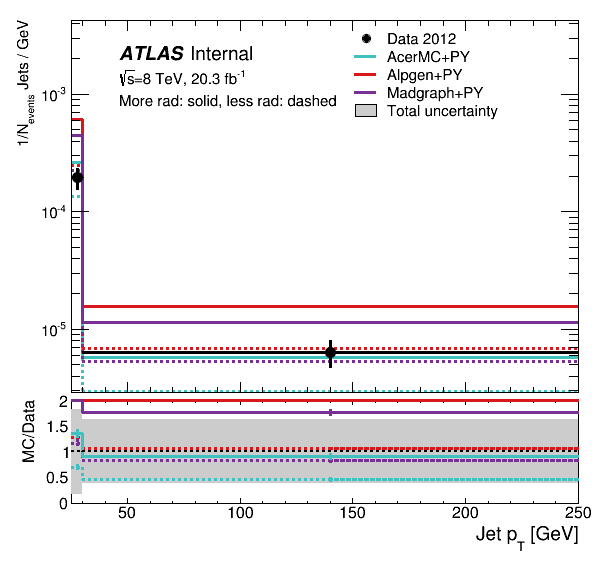 ATLAS Internal
√s=8 TeV, 20.3 fb⁻¹
More rad: solid, less rad: dashed
Data 2012
AcerMC+PY
Alpgen+PY
Madgraph+PY
Total uncertainty
1/N_events Jets / GeV
10⁻³
10⁻⁴
10⁻⁵
MC/Data
2
1.5
1
0.5
0
50 100 150 200 250
Jet p_T [GeV]